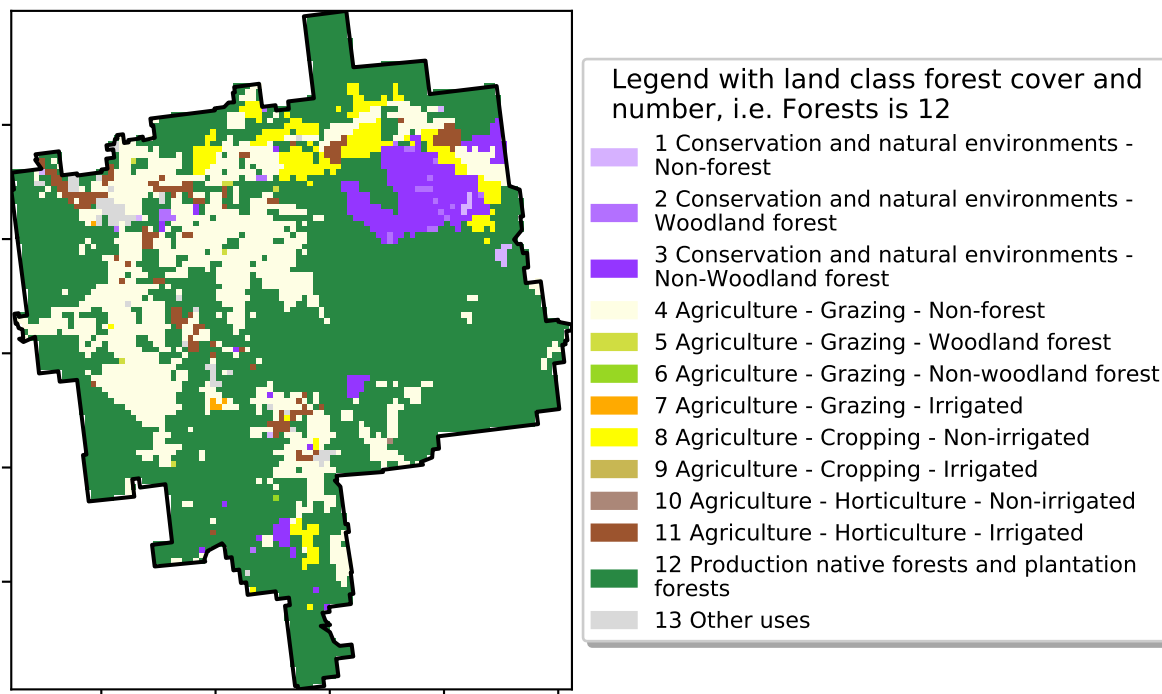 Legend with land class forest cover and
number, i.e. Forests is 12
1 Conservation and natural environments -
Non-forest
2 Conservation and natural environments -
Woodland forest
3 Conservation and natural environments -
Non-Woodland forest
4 Agriculture - Grazing - Non-forest
5 Agriculture - Grazing - Woodland forest
6 Agriculture - Grazing - Non-woodland forest
7 Agriculture - Grazing - Irrigated
8 Agriculture - Cropping - Non-irrigated
9 Agriculture - Cropping - Irrigated
10 Agriculture - Horticulture - Non-irrigated
11 Agriculture - Horticulture - Irrigated
12 Production native forests and plantation
forests
13 Other uses